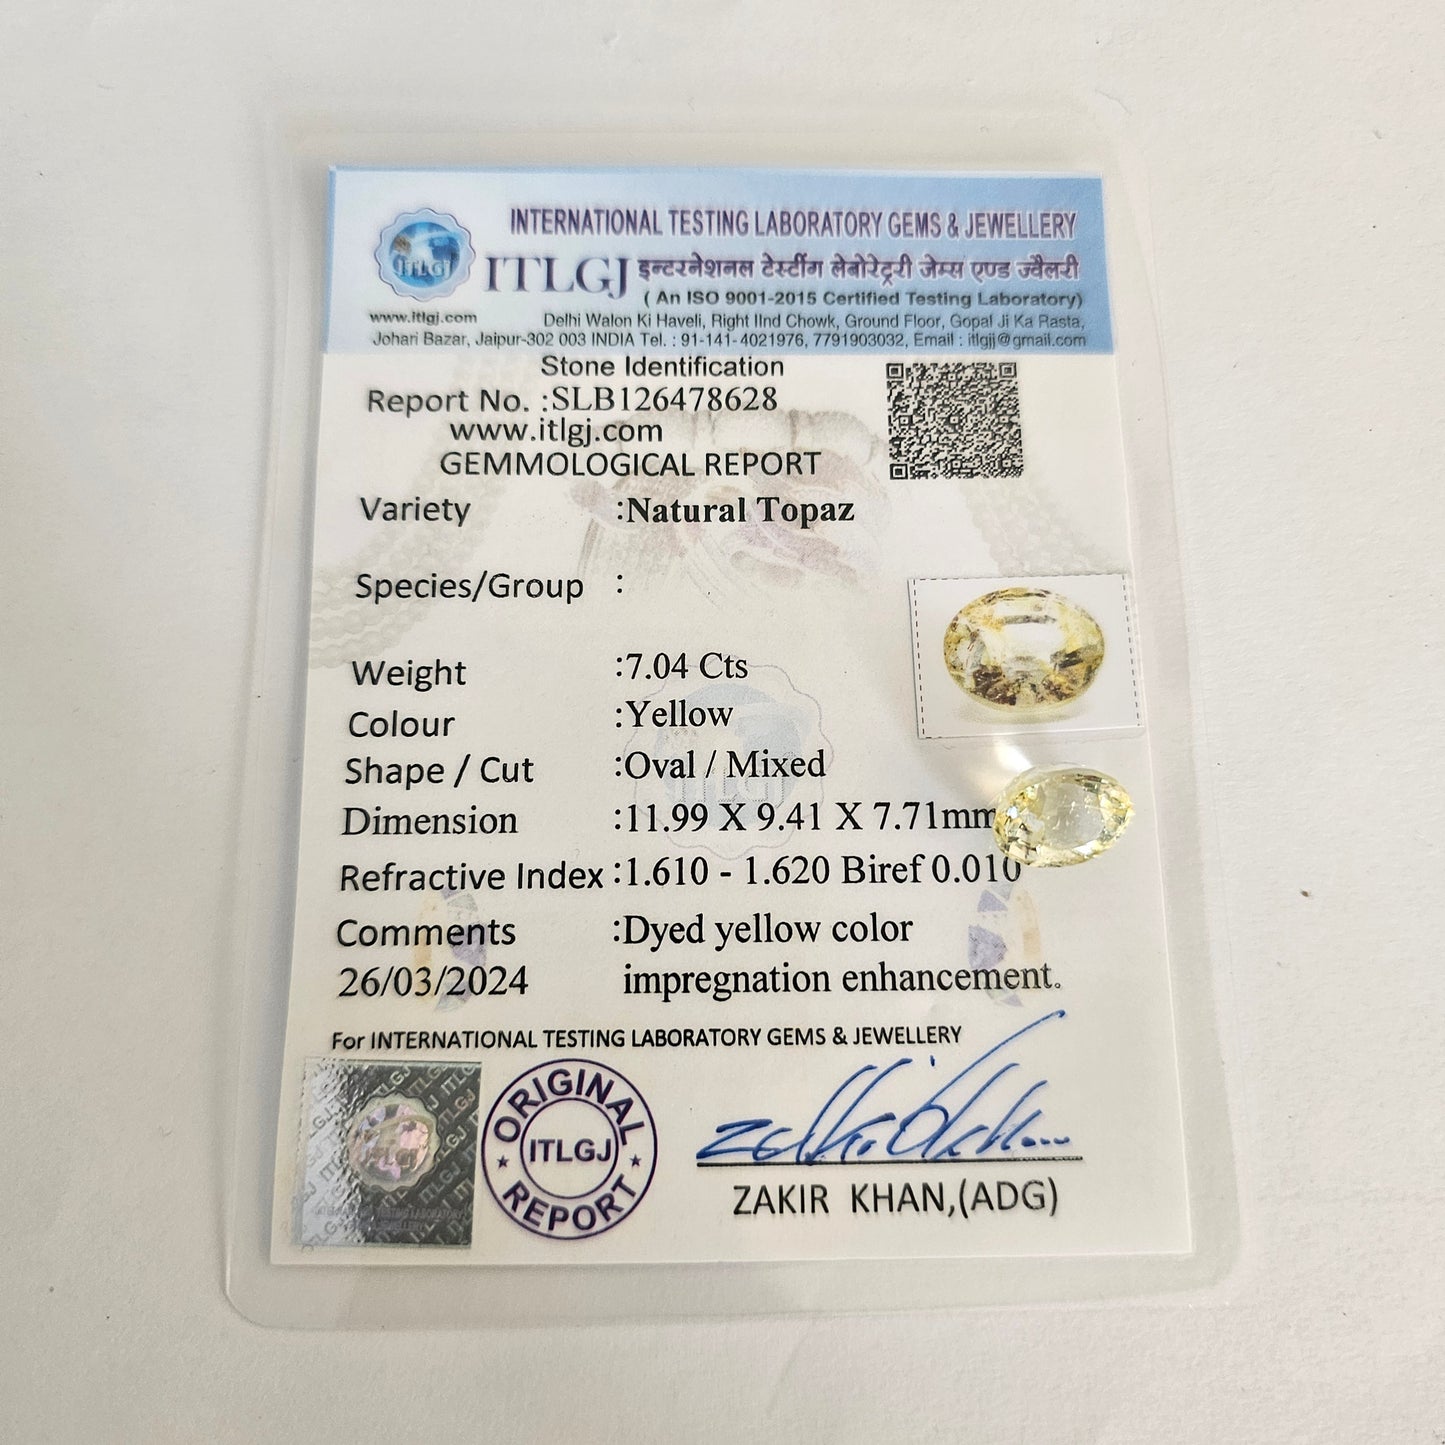 INTERNATIONAL TESTING LABORATORY GEMS & JEWELLERY
ITLGJ
ITLGJ इन्टरनेशनल टेस्टींग लेबोरेट्री जेम्स एण्ड ज्वैलरी
( An ISO 9001-2015 Certified Testing Laboratory)
www.itlgj.com Delhi Walon Ki Haveli, Right IInd Chowk, Ground Floor, Gopal Ji Ka Rasta,
Johari Bazar, Jaipur-302 003 INDIA Tel. : 91-141-4021976, 7791903032, Email : itlgjj@gmail.com
Stone Identification
Report No. :SLB126478628
www.itlgj.com
GEMMOLOGICAL REPORT
Variety :Natural Topaz
Species/Group :
Weight :7.04 Cts
Colour :Yellow
Shape / Cut :Oval / Mixed
Dimension :11.99 X 9.41 X 7.71mm
Refractive Index :1.610 - 1.620 Biref 0.010
Comments :Dyed yellow color
26/03/2024 impregnation enhancement.
For INTERNATIONAL TESTING LABORATORY GEMS & JEWELLERY
ORIGINAL
ITLGJ
REPORT
ZAKIR KHAN,(ADG)